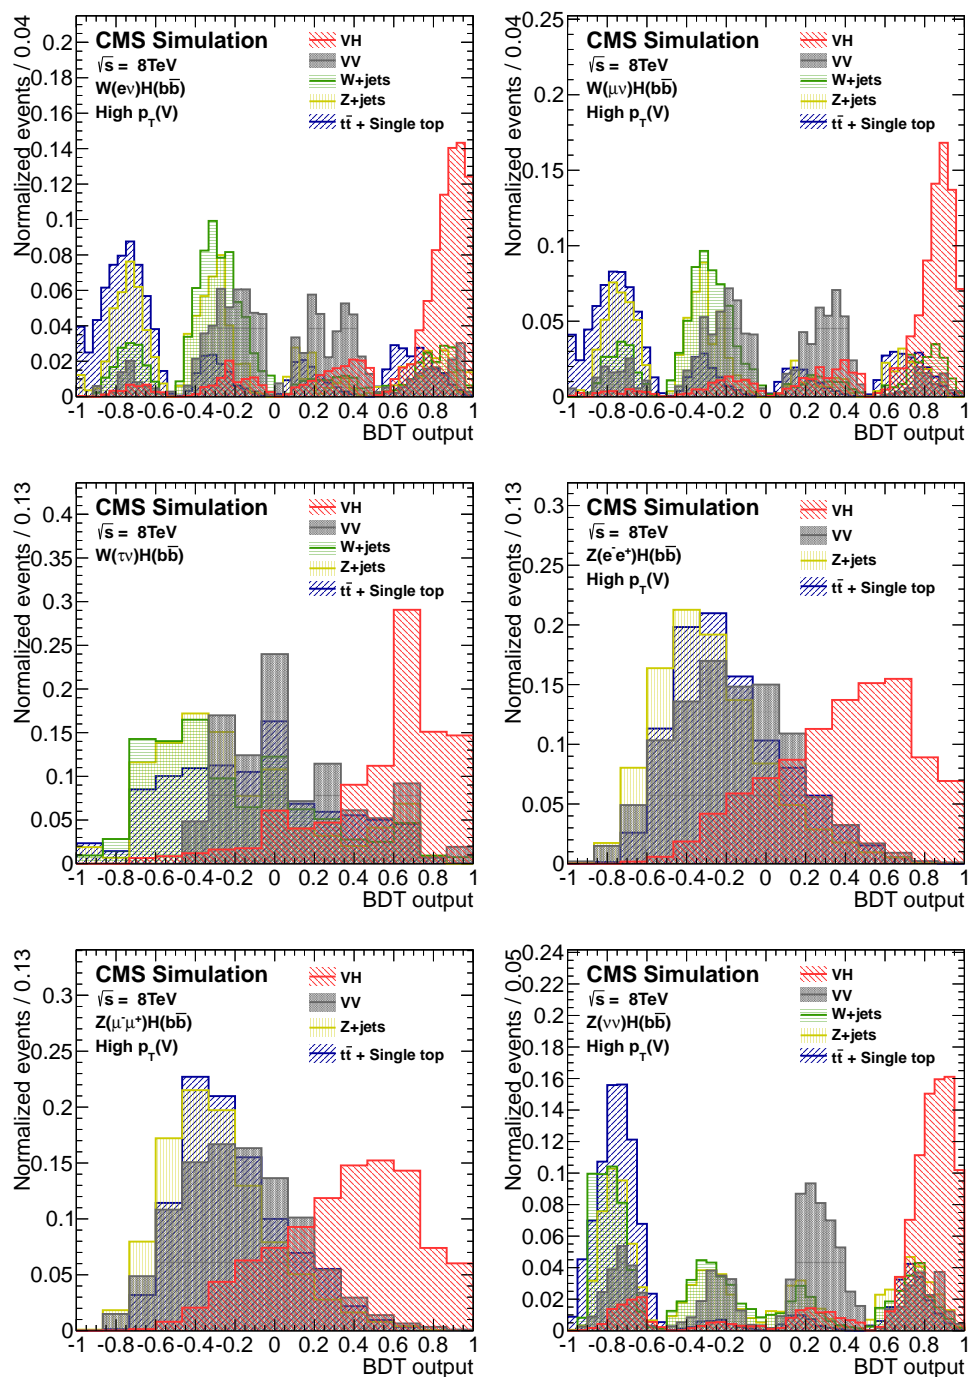 CMS Simulation
√s = 8TeV
W(eν)H(bb̅)
High p_T(V)
VH
VV
W+jets
Z+jets
tt̅ + Single top
Normalized events / 0.04
0.2
0.18
0.16
0.14
0.12
0.1
0.08
0.06
0.04
0.02
0
-1 -0.8 -0.6 -0.4 -0.2 0 0.2 0.4 0.6 0.8 1
BDT output
CMS Simulation
√s = 8TeV
W(μν)H(bb̅)
High p_T(V)
VH
VV
W+jets
Z+jets
tt̅ + Single top
Normalized events / 0.04
0.25
0.2
0.15
0.1
0.05
0
-1 -0.8 -0.6 -0.4 -0.2 0 0.2 0.4 0.6 0.8 1
BDT output
CMS Simulation
√s = 8TeV
W(τν)H(bb̅)
VH
VV
W+jets
Z+jets
tt̅ + Single top
Normalized events / 0.13
0.4
0.35
0.3
0.25
0.2
0.15
0.1
0.05
0
-1 -0.8 -0.6 -0.4 -0.2 0 0.2 0.4 0.6 0.8 1
BDT output
CMS Simulation
√s = 8TeV
Z(e⁻e⁺)H(bb̅)
High p_T(V)
VH
VV
Z+jets
tt̅ + Single top
Normalized events / 0.13
0.3
0.25
0.2
0.15
0.1
0.05
0
-1 -0.8 -0.6 -0.4 -0.2 0 0.2 0.4 0.6 0.8 1
BDT output
CMS Simulation
√s = 8TeV
Z(μ⁻μ⁺)H(bb̅)
High p_T(V)
VH
VV
Z+jets
tt̅ + Single top
Normalized events / 0.13
0.3
0.25
0.2
0.15
0.1
0.05
0
-1 -0.8 -0.6 -0.4 -0.2 0 0.2 0.4 0.6 0.8 1
BDT output
CMS Simulation
√s = 8TeV
Z(νν)H(bb̅)
High p_T(V)
VH
VV
W+jets
Z+jets
tt̅ + Single top
Normalized events / 0.05
0.24
0.22
0.2
0.18
0.16
0.14
0.12
0.1
0.08
0.06
0.04
0.02
0
-1 -0.8 -0.6 -0.4 -0.2 0 0.2 0.4 0.6 0.8 1
BDT output